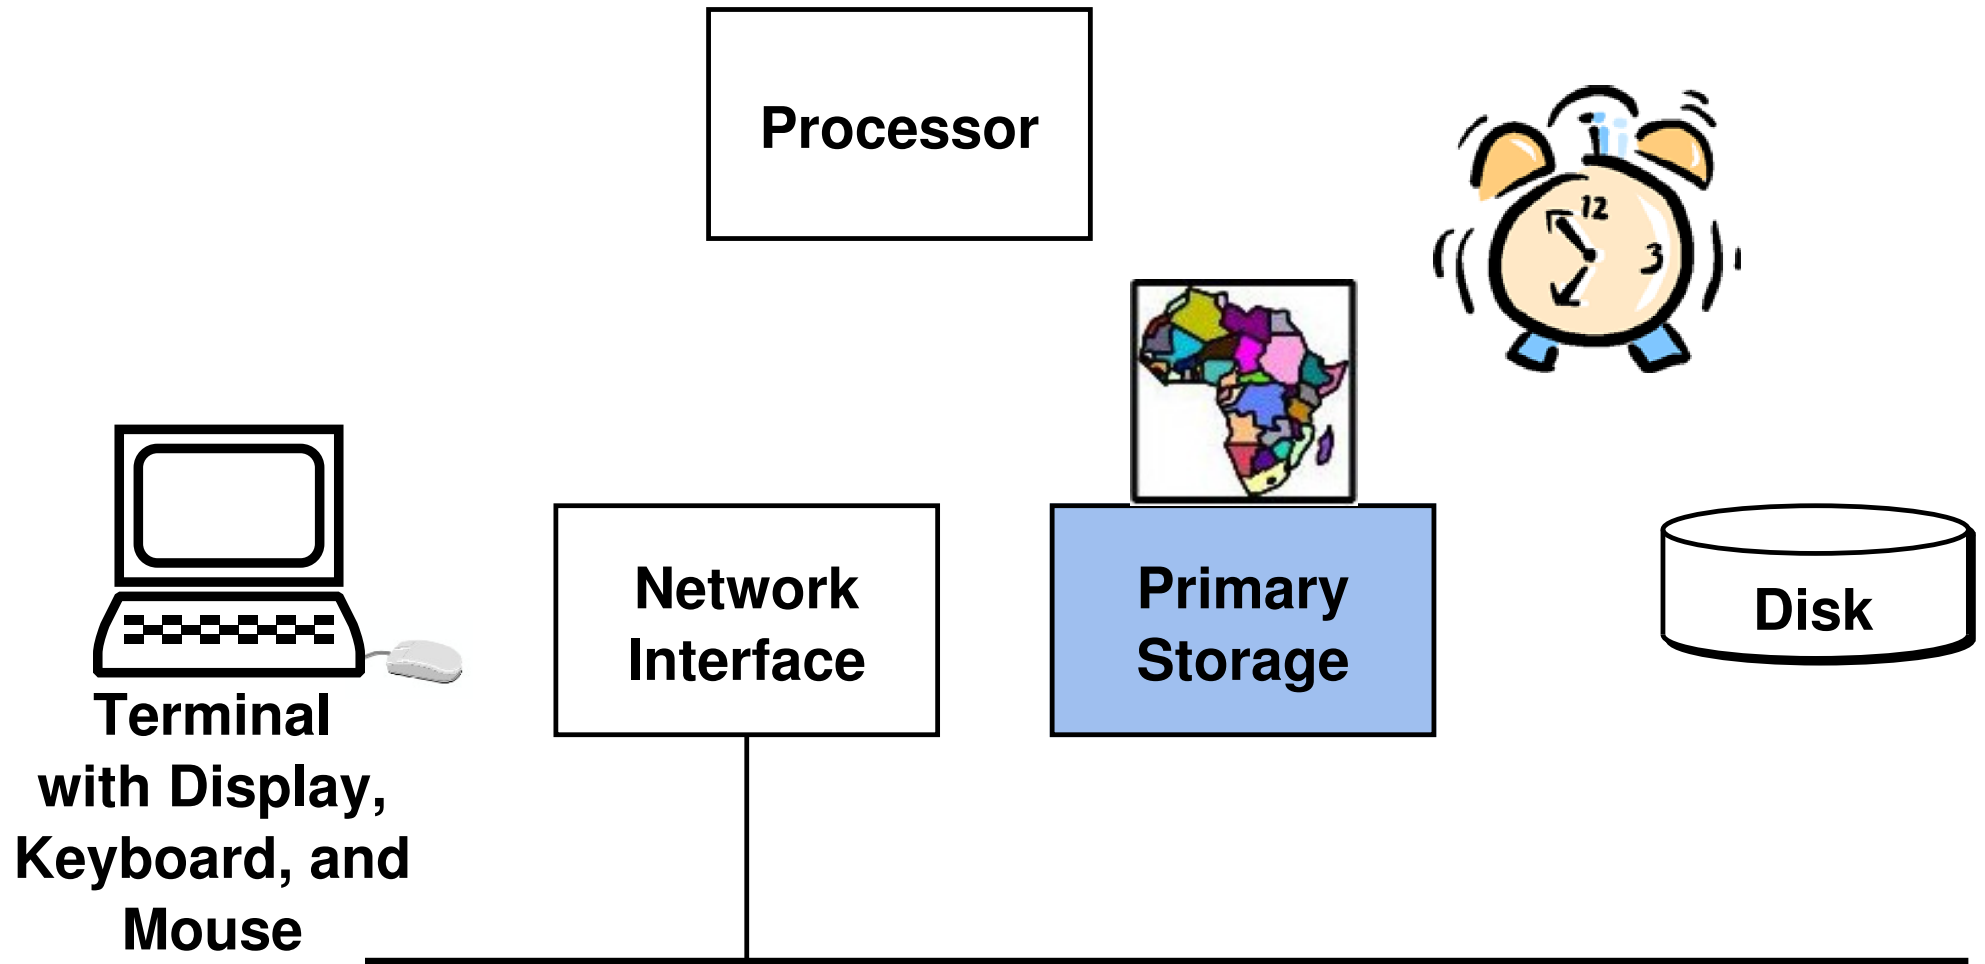 Processor
12
3
Network
Interface
Primary
Storage
Disk
Terminal
with Display,
Keyboard, and
Mouse